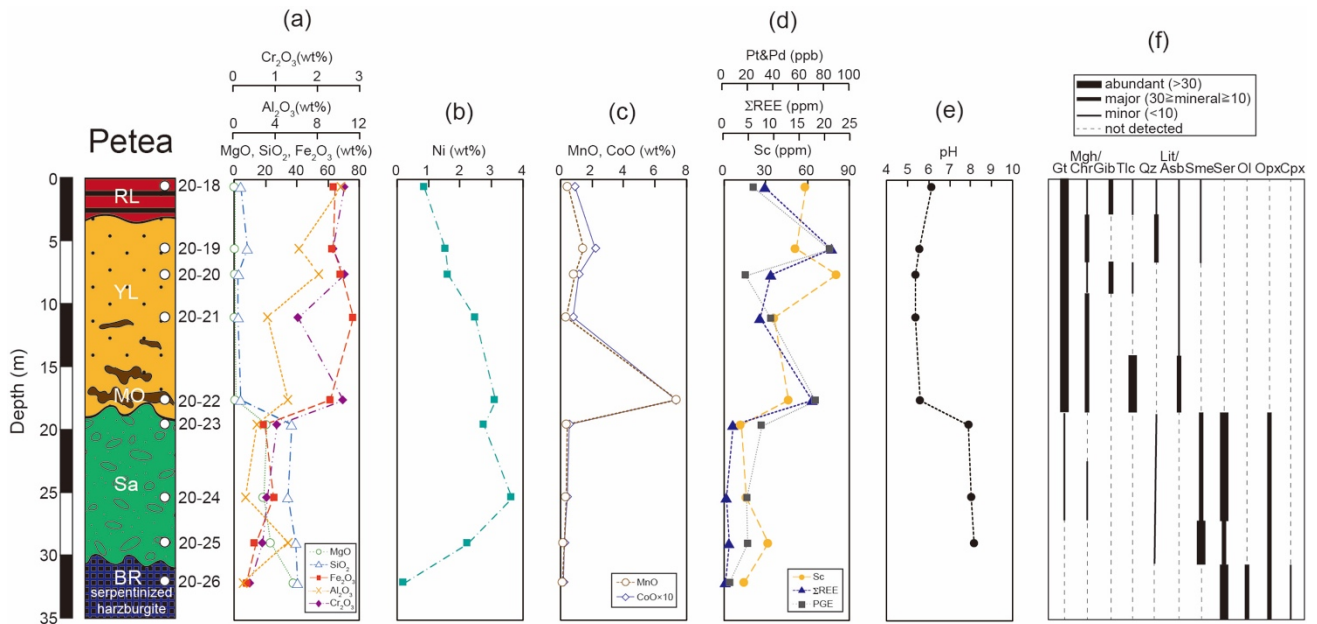 (a)
(d)
(f)
Cr₂O₃(wt%)
0 1 2 3
Pt&Pd (ppb)
0 20 40 60 80 100
abundant (>30)
major (30≧mineral≧10)
minor (<10)
not detected
Al₂O₃(wt%)
0 4 8 12
(b)
(c)
ΣREE (ppm)
0 5 10 15 20 25
(e)
Petea
MgO, SiO₂, Fe₂O₃ (wt%)
Ni (wt%)
MnO, CoO (wt%)
Sc (ppm)
pH
Mgh/
Lit/
Gt Chr Gib Tlc Qz Asb Sme Ser Ol Opx Cpx
0 20 40 60 80
0 1 2 3 4
0 2 4 6 8
0 30 60 90
4 5 6 7 8 9 10
Depth (m)
0
5
10
15
20
25
30
35
RL
YL
MO
Sa
BR
serpentinized
harzburgite
20-18
20-19
20-20
20-21
20-22
20-23
20-24
20-25
20-26
MgO
SiO₂
Fe₂O₃
Al₂O₃
Cr₂O₃
MnO
CoO×10
Sc
ΣREE
PGE